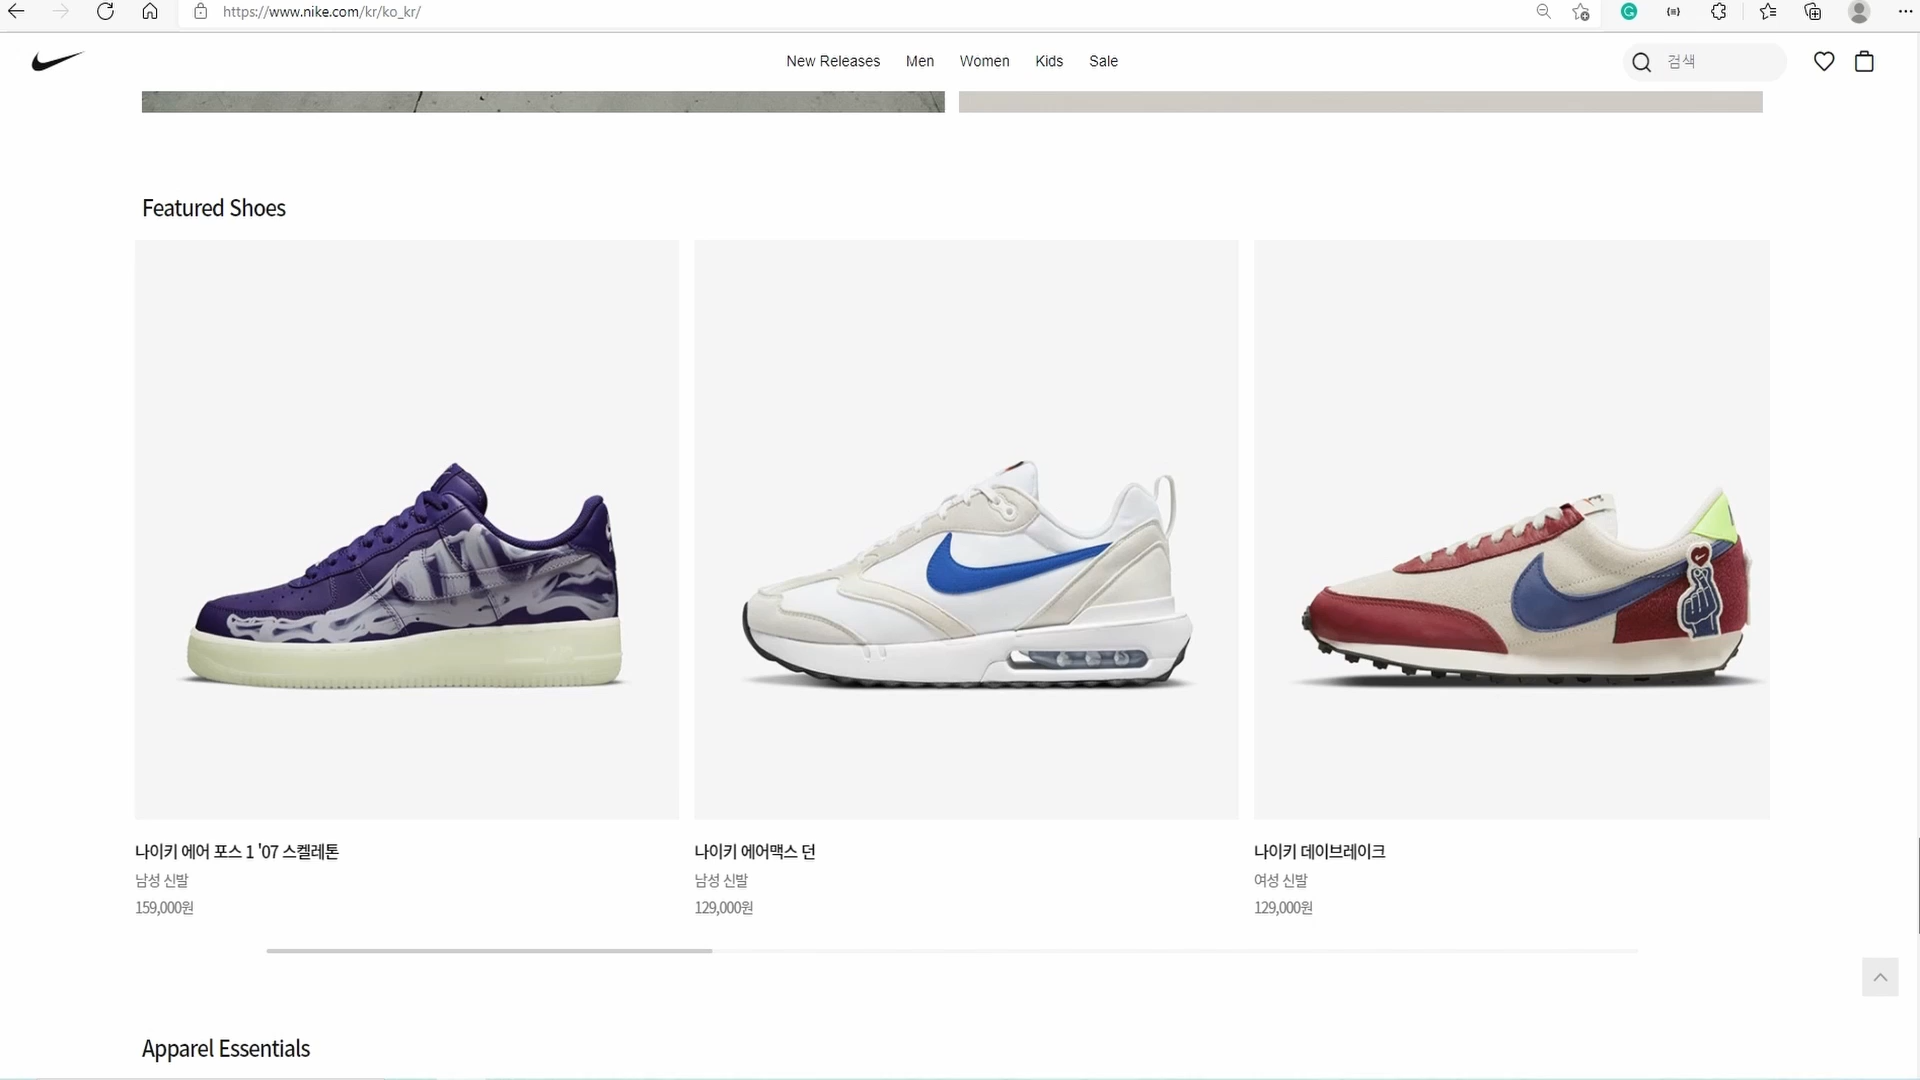 https://www.nike.com/kr/ko_kr/
New Releases Men Women Kids Sale
검색
Featured Shoes
나이키 에어 포스 1 '07 스켈레톤
남성 신발
159,000원
나이키 에어맥스 던
남성 신발
129,000원
나이키 데이브레이크
여성 신발
129,000원
Apparel Essentials